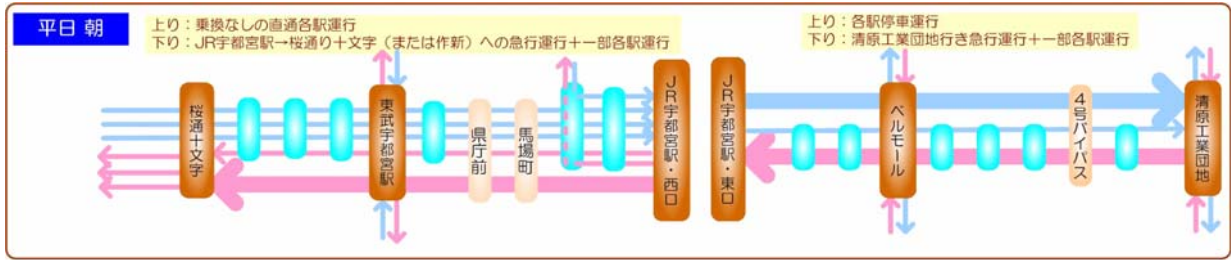 平日 朝
上り：乗換なしの直通各駅運行
下り：JR宇都宮駅→桜通り十文字（または作新）への急行運行＋一部各駅運行
上り：各駅停車運行
下り：清原工業団地行き急行運行＋一部各駅運行
桜通十文字
東武宇都宮駅
県庁前
馬場町
JR宇都宮駅・西口
JR宇都宮駅・東口
ベルモール
4号バイパス
清原工業団地